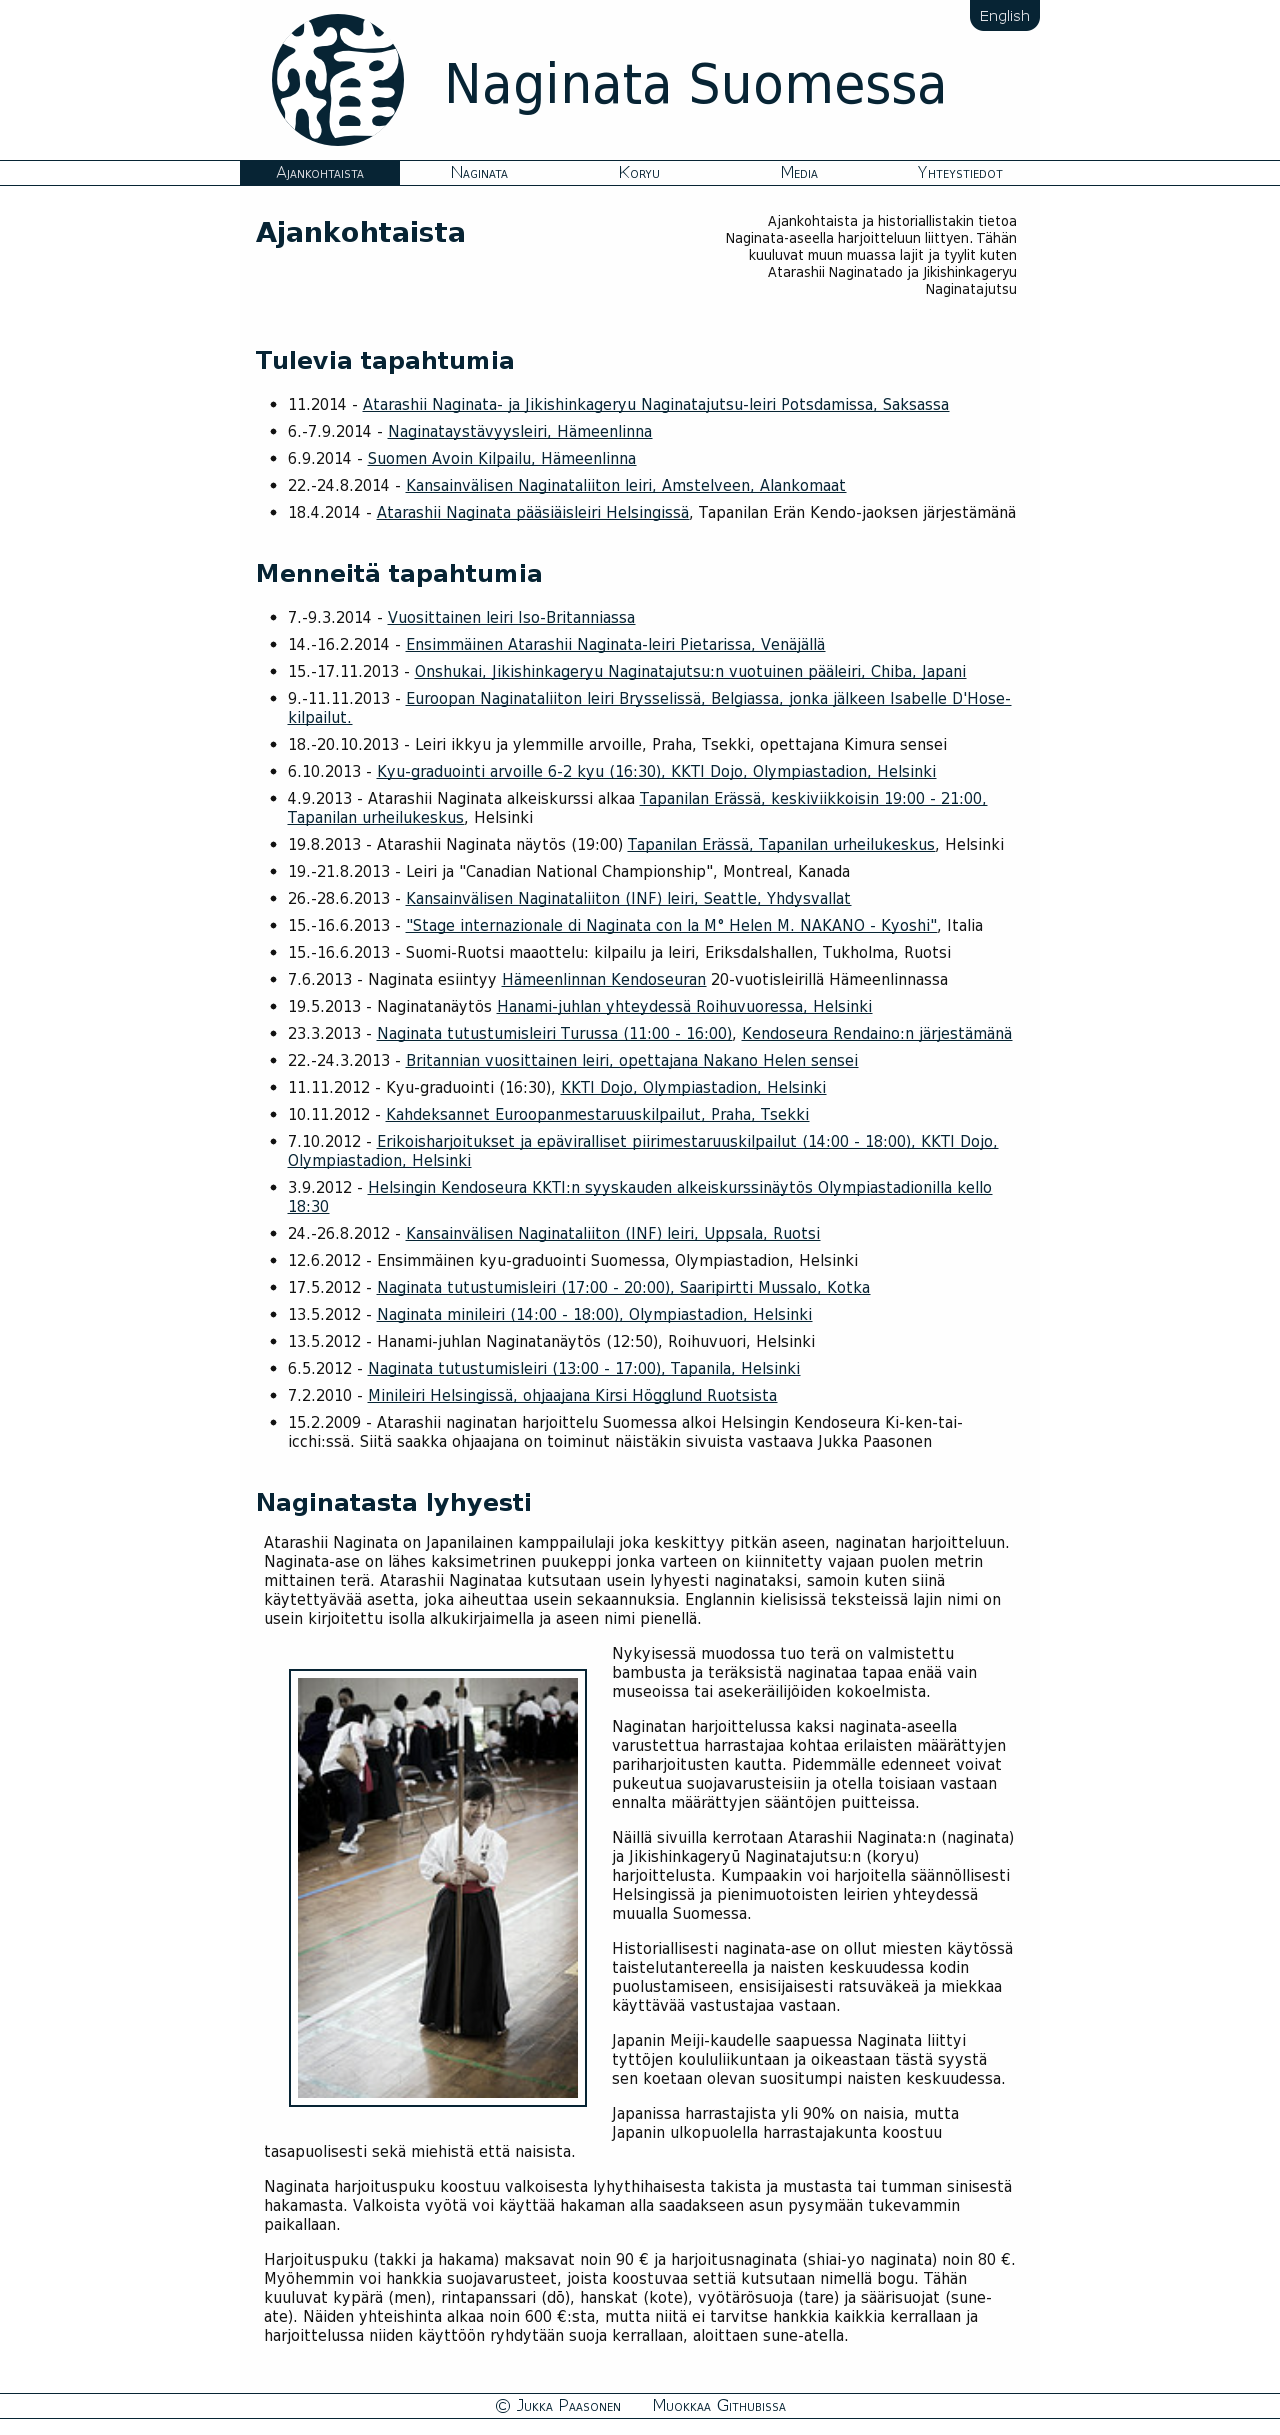 English
Naginata Suomessa
Ajankohtaista
Naginata
Koryu
Media
Yhteystiedot
Ajankohtaista
Ajankohtaista ja historiallistakin tietoa
Naginata-aseella harjoitteluun liittyen. Tähän
kuuluvat muun muassa lajit ja tyylit kuten
Atarashii Naginatado ja Jikishinkageryu
Naginatajutsu
Tulevia tapahtumia
11.2014 - Atarashii Naginata- ja Jikishinkageryu Naginatajutsu-leiri Potsdamissa, Saksassa
6.-7.9.2014 - Naginataystävyysleiri, Hämeenlinna
6.9.2014 - Suomen Avoin Kilpailu, Hämeenlinna
22.-24.8.2014 - Kansainvälisen Naginataliiton leiri, Amstelveen, Alankomaat
18.4.2014 - Atarashii Naginata pääsiäisleiri Helsingissä, Tapanilan Erän Kendo-jaoksen järjestämänä
Menneitä tapahtumia
7.-9.3.2014 - Vuosittainen leiri Iso-Britanniassa
14.-16.2.2014 - Ensimmäinen Atarashii Naginata-leiri Pietarissa, Venäjällä
15.-17.11.2013 - Onshukai, Jikishinkageryu Naginatajutsu:n vuotuinen pääleiri, Chiba, Japani
9.-11.11.2013 - Euroopan Naginataliiton leiri Brysselissä, Belgiassa, jonka jälkeen Isabelle D'Hose-
kilpailut.
18.-20.10.2013 - Leiri ikkyu ja ylemmille arvoille, Praha, Tsekki, opettajana Kimura sensei
6.10.2013 - Kyu-graduointi arvoille 6-2 kyu (16:30), KKTI Dojo, Olympiastadion, Helsinki
4.9.2013 - Atarashii Naginata alkeiskurssi alkaa Tapanilan Erässä, keskiviikkoisin 19:00 - 21:00,
Tapanilan urheilukeskus, Helsinki
19.8.2013 - Atarashii Naginata näytös (19:00) Tapanilan Erässä, Tapanilan urheilukeskus, Helsinki
19.-21.8.2013 - Leiri ja "Canadian National Championship", Montreal, Kanada
26.-28.6.2013 - Kansainvälisen Naginataliiton (INF) leiri, Seattle, Yhdysvallat
15.-16.6.2013 - "Stage internazionale di Naginata con la M° Helen M. NAKANO - Kyoshi", Italia
15.-16.6.2013 - Suomi-Ruotsi maaottelu: kilpailu ja leiri, Eriksdalshallen, Tukholma, Ruotsi
7.6.2013 - Naginata esiintyy Hämeenlinnan Kendoseuran 20-vuotisleirillä Hämeenlinnassa
19.5.2013 - Naginatanäytös Hanami-juhlan yhteydessä Roihuvuoressa, Helsinki
23.3.2013 - Naginata tutustumisleiri Turussa (11:00 - 16:00), Kendoseura Rendaino:n järjestämänä
22.-24.3.2013 - Britannian vuosittainen leiri, opettajana Nakano Helen sensei
11.11.2012 - Kyu-graduointi (16:30), KKTI Dojo, Olympiastadion, Helsinki
10.11.2012 - Kahdeksannet Euroopanmestaruuskilpailut, Praha, Tsekki
7.10.2012 - Erikoisharjoitukset ja epäviralliset piirimestaruuskilpailut (14:00 - 18:00), KKTI Dojo,
Olympiastadion, Helsinki
3.9.2012 - Helsingin Kendoseura KKTI:n syyskauden alkeiskurssinäytös Olympiastadionilla kello
18:30
24.-26.8.2012 - Kansainvälisen Naginataliiton (INF) leiri, Uppsala, Ruotsi
12.6.2012 - Ensimmäinen kyu-graduointi Suomessa, Olympiastadion, Helsinki
17.5.2012 - Naginata tutustumisleiri (17:00 - 20:00), Saaripirtti Mussalo, Kotka
13.5.2012 - Naginata minileiri (14:00 - 18:00), Olympiastadion, Helsinki
13.5.2012 - Hanami-juhlan Naginatanäytös (12:50), Roihuvuori, Helsinki
6.5.2012 - Naginata tutustumisleiri (13:00 - 17:00), Tapanila, Helsinki
7.2.2010 - Minileiri Helsingissä, ohjaajana Kirsi Högglund Ruotsista
15.2.2009 - Atarashii naginatan harjoittelu Suomessa alkoi Helsingin Kendoseura Ki-ken-tai-
icchi:ssä. Siitä saakka ohjaajana on toiminut näistäkin sivuista vastaava Jukka Paasonen
Naginatasta lyhyesti
Atarashii Naginata on Japanilainen kamppailulaji joka keskittyy pitkän aseen, naginatan harjoitteluun.
Naginata-ase on lähes kaksimetrinen puukeppi jonka varteen on kiinnitetty vajaan puolen metrin
mittainen terä. Atarashii Naginataa kutsutaan usein lyhyesti naginataksi, samoin kuten siinä
käytettyävää asetta, joka aiheuttaa usein sekaannuksia. Englannin kielisissä teksteissä lajin nimi on
usein kirjoitettu isolla alkukirjaimella ja aseen nimi pienellä.
Nykyisessä muodossa tuo terä on valmistettu
bambusta ja teräksistä naginataa tapaa enää vain
museoissa tai asekeräilijöiden kokoelmista.
Naginatan harjoittelussa kaksi naginata-aseella
varustettua harrastajaa kohtaa erilaisten määrättyjen
pariharjoitusten kautta. Pidemmälle edenneet voivat
pukeutua suojavarusteisiin ja otella toisiaan vastaan
ennalta määrättyjen sääntöjen puitteissa.
Näillä sivuilla kerrotaan Atarashii Naginata:n (naginata)
ja Jikishinkageryū Naginatajutsu:n (koryu)
harjoittelusta. Kumpaakin voi harjoitella säännöllisesti
Helsingissä ja pienimuotoisten leirien yhteydessä
muualla Suomessa.
Historiallisesti naginata-ase on ollut miesten käytössä
taistelutantereella ja naisten keskuudessa kodin
puolustamiseen, ensisijaisesti ratsuväkeä ja miekkaa
käyttävää vastustajaa vastaan.
Japanin Meiji-kaudelle saapuessa Naginata liittyi
tyttöjen koululiikuntaan ja oikeastaan tästä syystä
sen koetaan olevan suositumpi naisten keskuudessa.
Japanissa harrastajista yli 90% on naisia, mutta
Japanin ulkopuolella harrastajakunta koostuu
tasapuolisesti sekä miehistä että naisista.
Naginata harjoituspuku koostuu valkoisesta lyhythihaisesta takista ja mustasta tai tumman sinisestä
hakamasta. Valkoista vyötä voi käyttää hakaman alla saadakseen asun pysymään tukevammin
paikallaan.
Harjoituspuku (takki ja hakama) maksavat noin 90 € ja harjoitusnaginata (shiai-yo naginata) noin 80 €.
Myöhemmin voi hankkia suojavarusteet, joista koostuvaa settiä kutsutaan nimellä bogu. Tähän
kuuluvat kypärä (men), rintapanssari (dō), hanskat (kote), vyötärösuoja (tare) ja säärisuojat (sune-
ate). Näiden yhteishinta alkaa noin 600 €:sta, mutta niitä ei tarvitse hankkia kaikkia kerrallaan ja
harjoittelussa niiden käyttöön ryhdytään suoja kerrallaan, aloittaen sune-atella.
© Jukka Paasonen
Muokkaa Githubissa